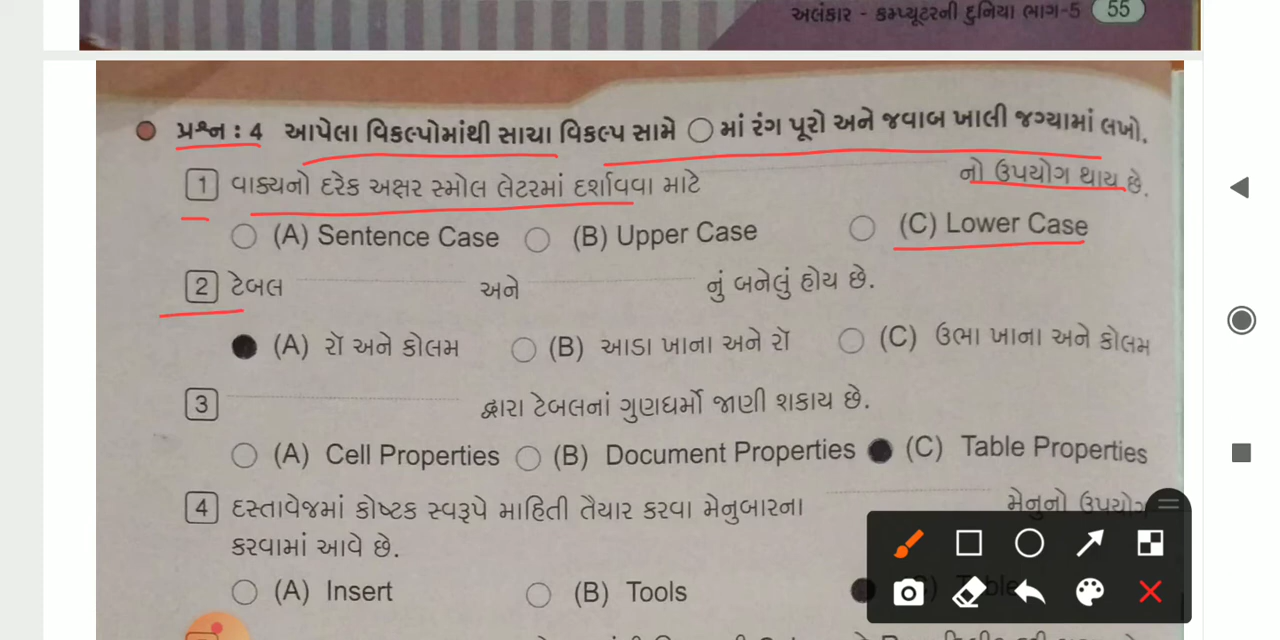 અલંકાર - કમ્પ્યૂટરની દુનિયા ભાગ-5 55
પ્રશ્ન : 4 આપેલા વિકલ્પોમાંથી સાચા વિકલ્પ સામે ○ માં રંગ પૂરો અને જવાબ ખાલી જગ્યામાં લખો.
1 વાક્યનો દરેક અક્ષર સ્મોલ લેટરમાં દર્શાવવા માટે ............ નો ઉપયોગ થાય છે.
(A) Sentence Case (B) Upper Case (C) Lower Case
2 ટેબલ ............ અને ............ નું બનેલું હોય છે.
(A) રૉ અને કોલમ (B) આડા ખાના અને રૉ (C) ઉભા ખાના અને કોલમ
3 ............ દ્વારા ટેબલનાં ગુણધર્મો જાણી શકાય છે.
(A) Cell Properties (B) Document Properties (C) Table Properties
4 દસ્તાવેજમાં કોષ્ટક સ્વરૂપે માહિતી તૈયાર કરવા મેનુબારના ............ મેનુનો ઉપયોગ
કરવામાં આવે છે.
(A) Insert (B) Tools